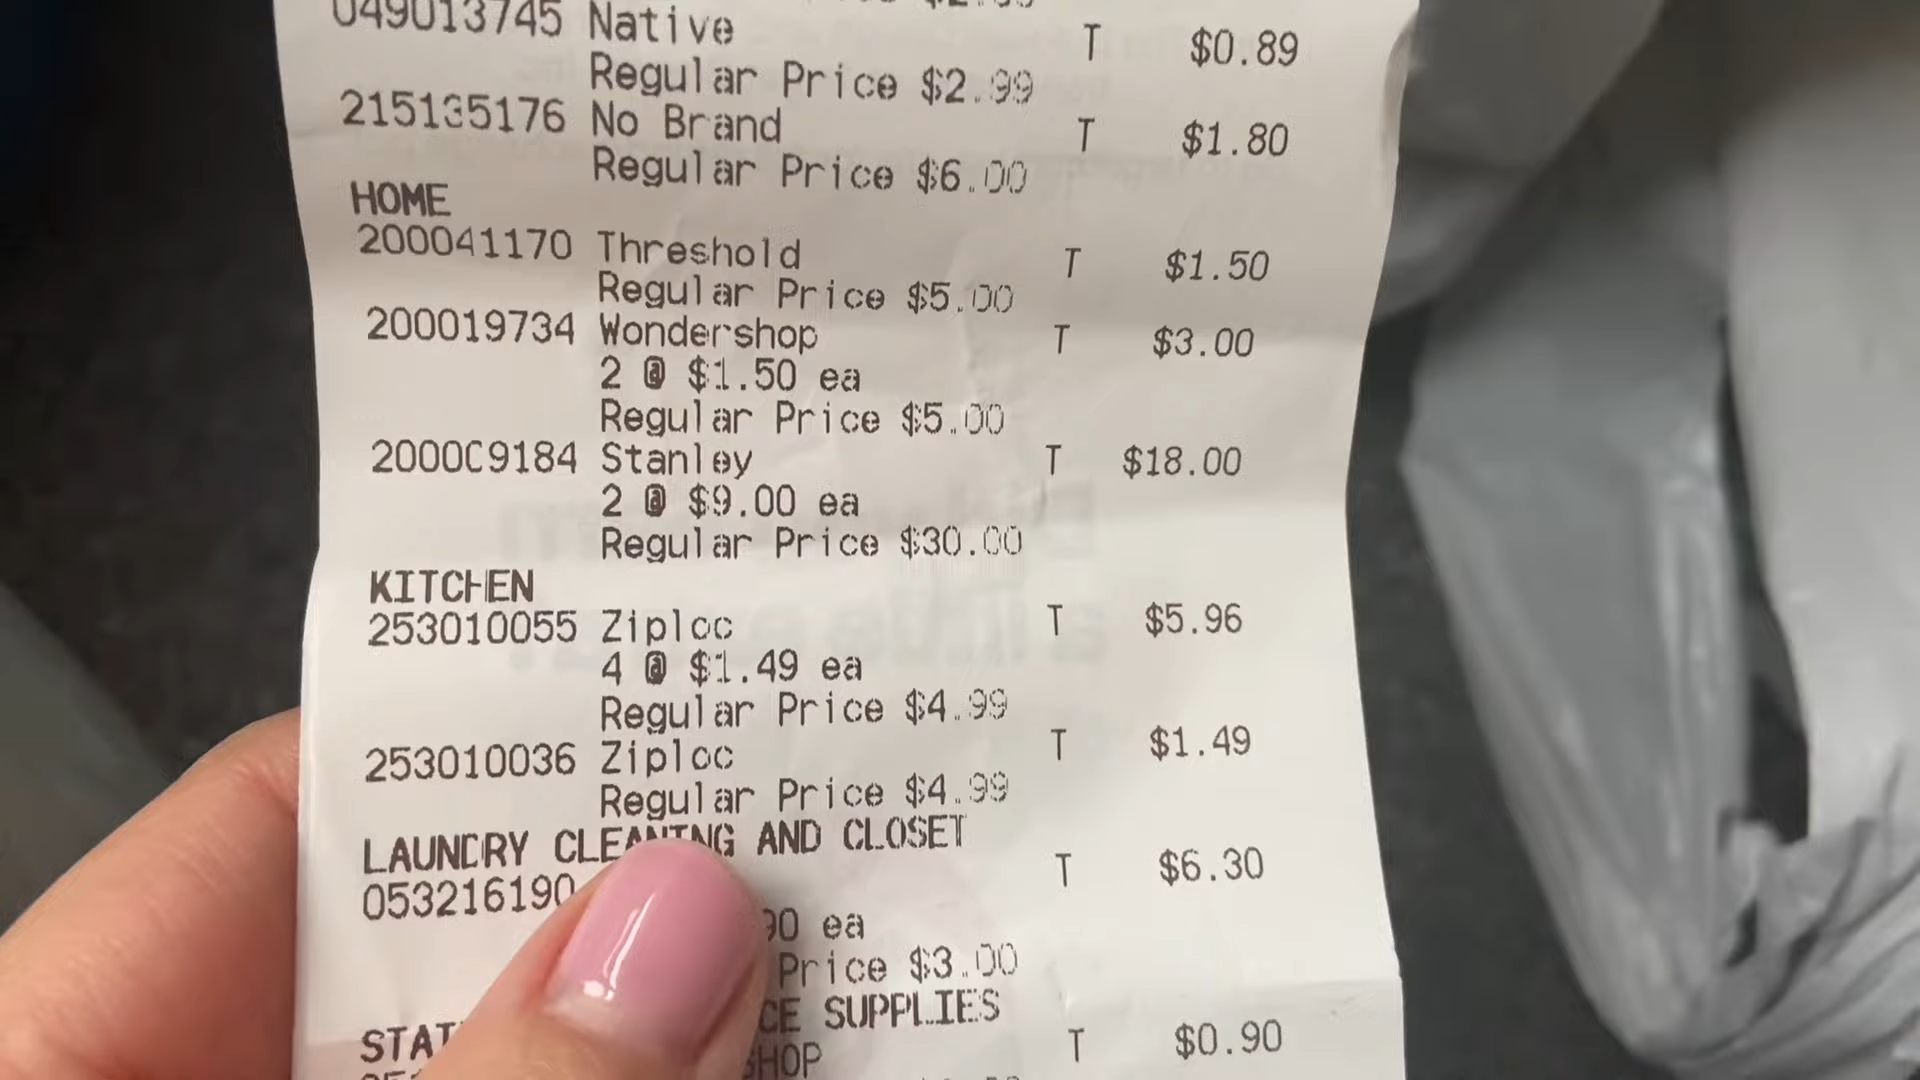 049013745 Native T $0.89
Regular Price $2.99
215135176 No Brand T $1.80
Regular Price $6.00
HOME
200041170 Threshold T $1.50
Regular Price $5.00
200019734 Wondershop T $3.00
2 @ $1.50 ea
Regular Price $5.00
200009184 Stanley T $18.00
2 @ $9.00 ea
Regular Price $30.00
KITCHEN
253010055 Ziploc T $5.96
4 @ $1.49 ea
Regular Price $4.99
253010036 Ziploc T $1.49
Regular Price $4.99
LAUNDRY CLEANING AND CLOSET
053216190 T $6.30
90 ea
Price $3.00
SUPPLIES
T $0.90